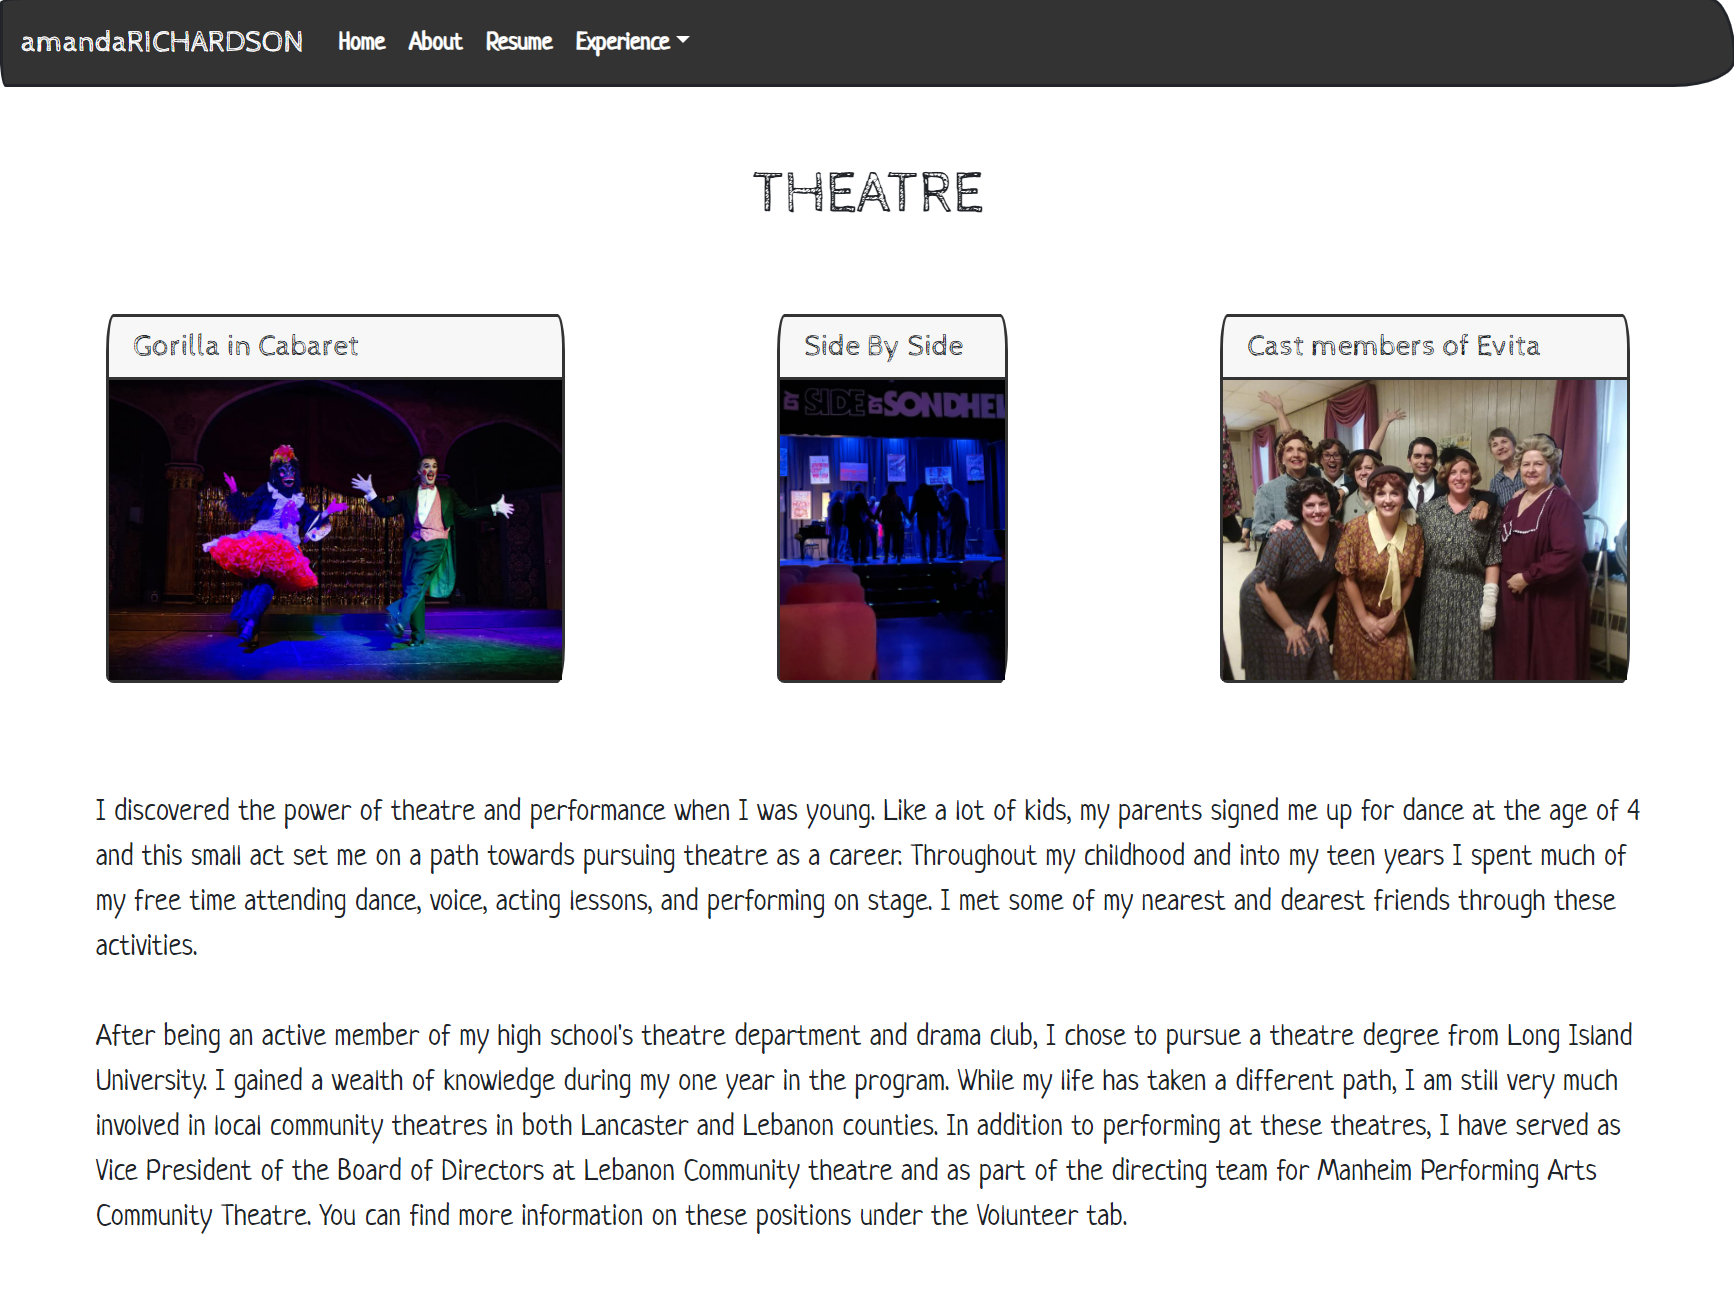 amandaRICHARDSON Home About Resume Experience
THEATRE
Gorilla in Cabaret
Side By Side
Cast members of Evita
BY SIDE BY SONDHEI
I discovered the power of theatre and performance when I was young. Like a lot of kids, my parents signed me up for dance at the age of 4
and this small act set me on a path towards pursuing theatre as a career. Throughout my childhood and into my teen years I spent much of
my free time attending dance, voice, acting lessons, and performing on stage. I met some of my nearest and dearest friends through these
activities.
After being an active member of my high school's theatre department and drama club, I chose to pursue a theatre degree from Long Island
University. I gained a wealth of knowledge during my one year in the program. While my life has taken a different path, I am still very much
involved in local community theatres in both Lancaster and Lebanon counties. In addition to performing at these theatres, I have served as
Vice President of the Board of Directors at Lebanon Community theatre and as part of the directing team for Manheim Performing Arts
Community Theatre. You can find more information on these positions under the Volunteer tab.